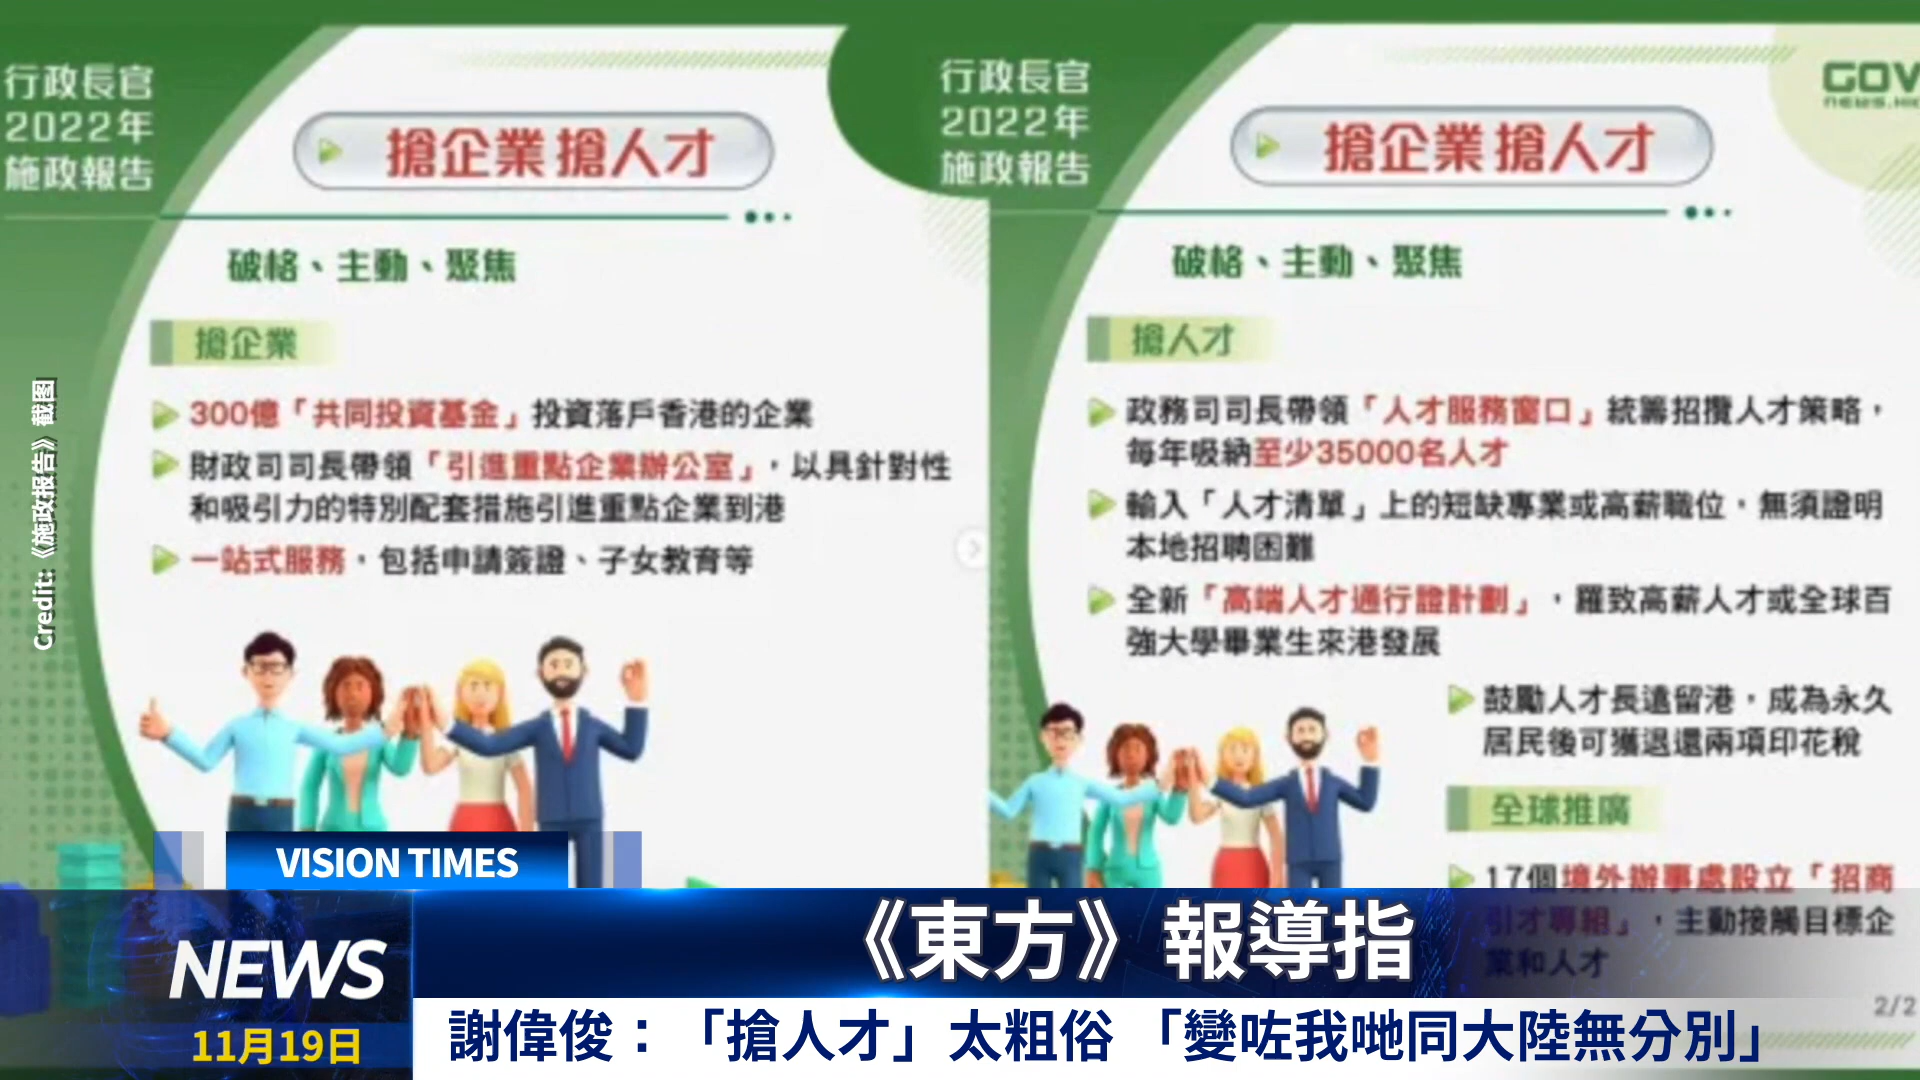 行政長官
2022年
施政報告
搶企業 搶人才
破格、主動、聚焦
搶企業
300億「共同投資基金」投資落戶香港的企業
財政司司長帶領「引進重點企業辦公室」，以具針對性
和吸引力的特別配套措施引進重點企業到港
一站式服務，包括申請簽證、子女教育等
行政長官
2022年
施政報告
GOV
news.hk
搶企業 搶人才
破格、主動、聚焦
搶人才
政務司司長帶領「人才服務窗口」統籌招攬人才策略，
每年吸納至少35000名人才
輸入「人才清單」上的短缺專業或高薪職位，無須證明
本地招聘困難
全新「高端人才通行證計劃」，羅致高薪人才或全球百
強大學畢業生來港發展
鼓勵人才長遠留港，成為永久
居民後可獲退還兩項印花稅
全球推廣
17個境外辦事處設立「招商
引才專組」，主動接觸目標企
業和人才
2/2
Credit:《施政报告》截图
VISION TIMES
NEWS
11月19日
《東方》報導指
謝偉俊：「搶人才」太粗俗 「變咗我哋同大陸無分別」